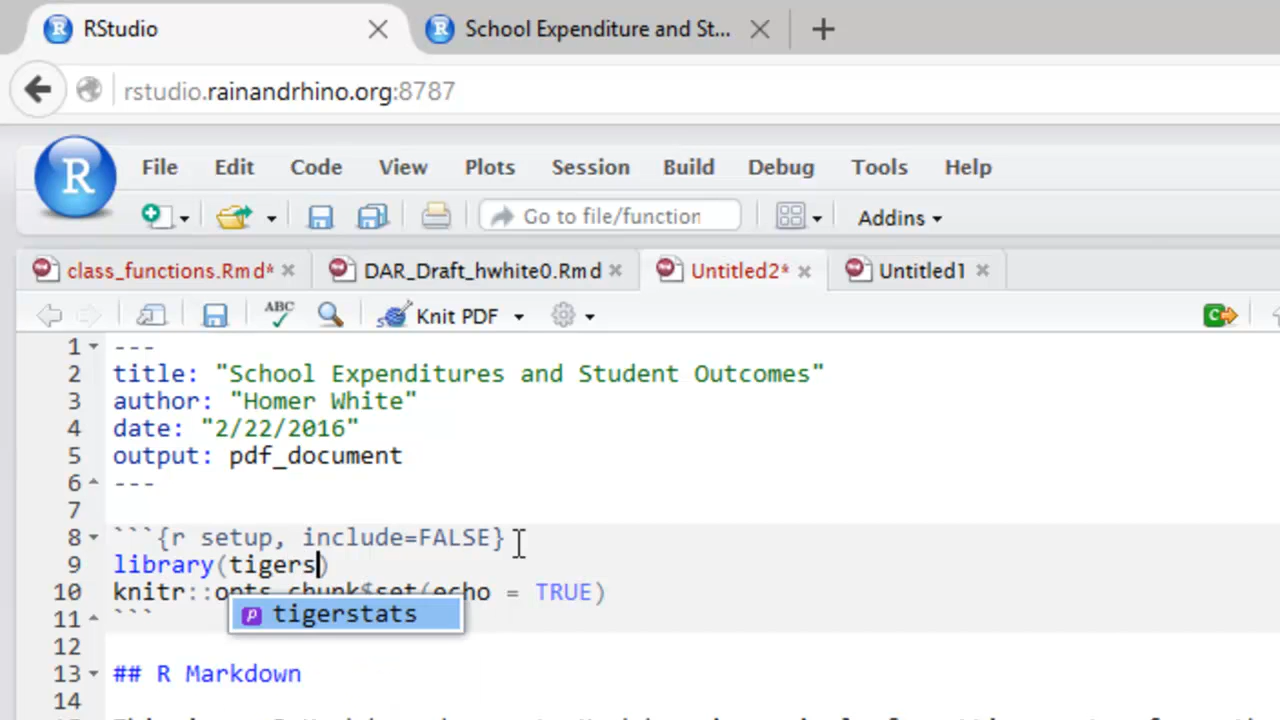 RStudio
School Expenditure and St...
rstudio.rainandrhino.org:8787
R File Edit Code View Plots Session Build Debug Tools Help
Go to file/function Addins
class_functions.Rmd* DAR_Draft_hwhite0.Rmd Untitled2* Untitled1
ABC Knit PDF C
1 ---
2 title: "School Expenditures and Student Outcomes"
3 author: "Homer White"
4 date: "2/22/2016"
5 output: pdf_document
6 ---
7
8 ```{r setup, include=FALSE}
9 library(tigers)
10 knitr::opts_chunk$set(echo = TRUE)
11 ```
p tigerstats
12
13 ## R Markdown
14